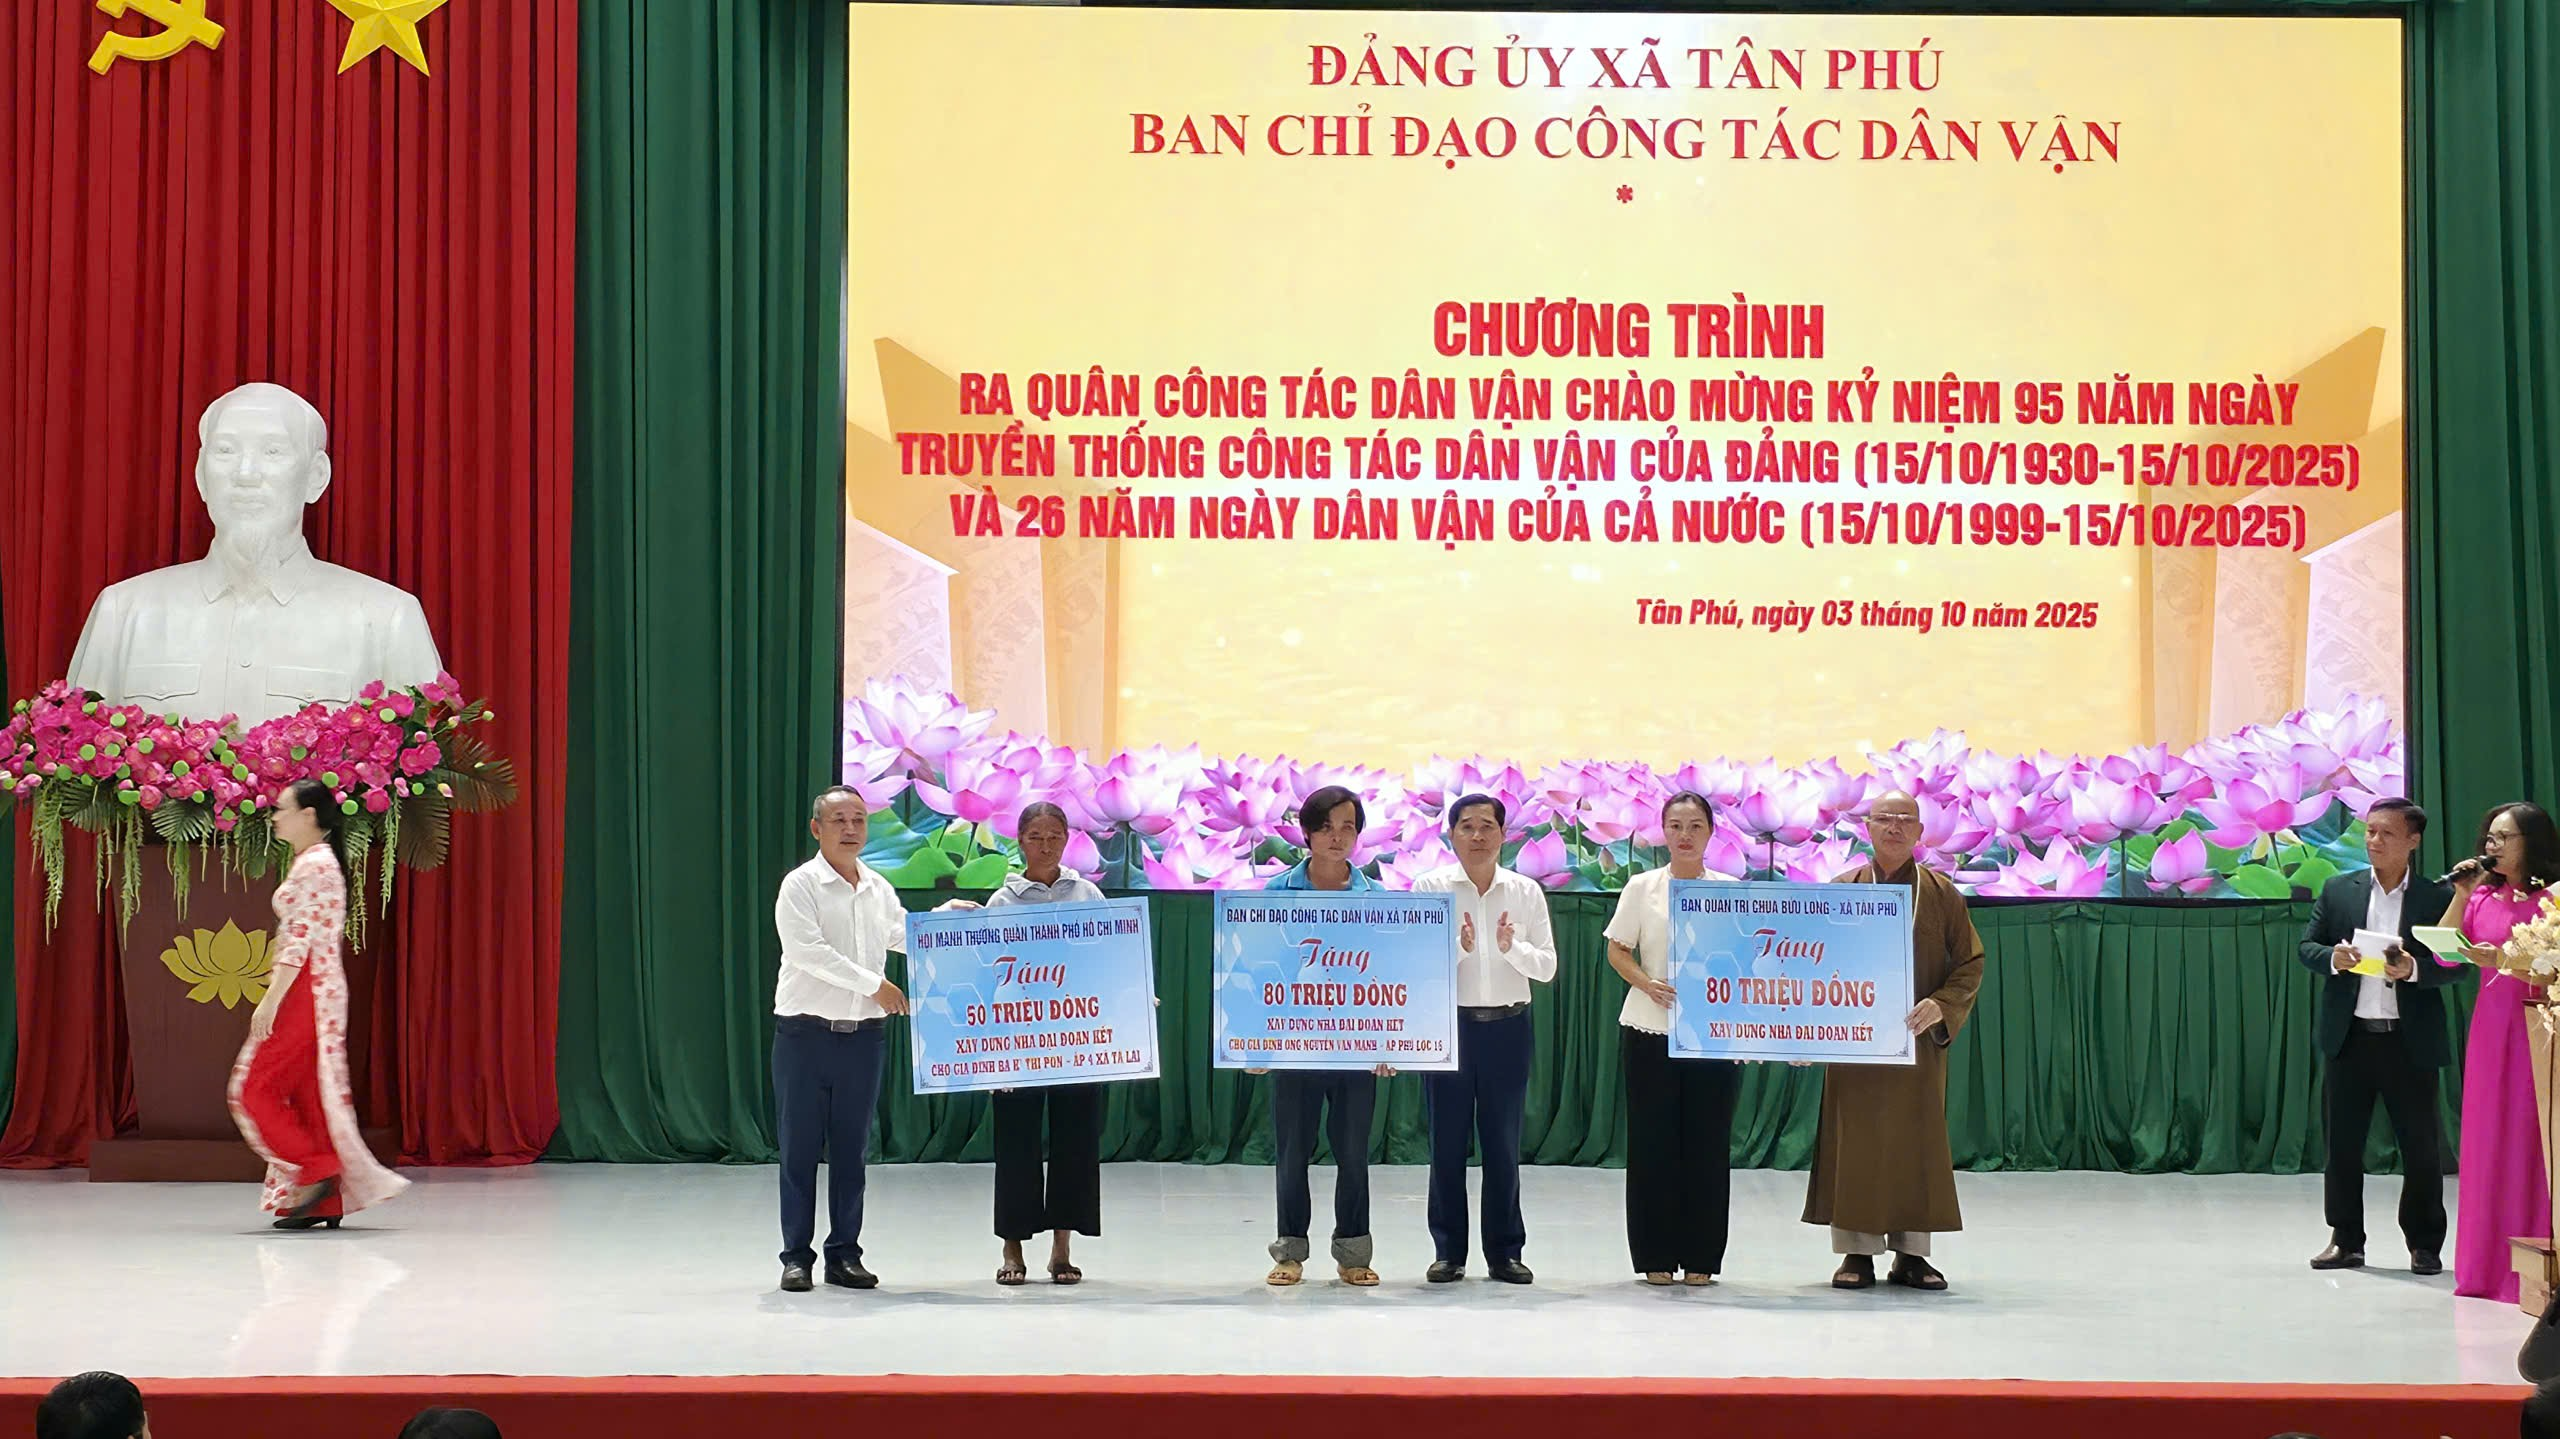 ĐẢNG ỦY XÃ TÂN PHÚ
BAN CHỈ ĐẠO CÔNG TÁC DÂN VẬN
*
CHƯƠNG TRÌNH
RA QUÂN CÔNG TÁC DÂN VẬN CHÀO MỪNG KỶ NIỆM 95 NĂM NGÀY
TRUYỀN THỐNG CÔNG TÁC DÂN VẬN CỦA ĐẢNG (15/10/1930-15/10/2025)
VÀ 26 NĂM NGÀY DÂN VẬN CỦA CẢ NƯỚC (15/10/1999-15/10/2025)
Tân Phú, ngày 03 tháng 10 năm 2025
HỘI MẠNH THƯỜNG QUÂN THÀNH PHỐ HỒ CHÍ MINH
Tặng
50 TRIỆU ĐỒNG
XÂY DỰNG NHÀ ĐẠI ĐOÀN KẾT
CHO GIA ĐÌNH BÀ K' THỊ PON - ẤP 4 XÃ TÀ LÀI
BAN CHỈ ĐẠO CÔNG TÁC DÂN VẬN XÃ TÂN PHÚ
Tặng
80 TRIỆU ĐỒNG
XÂY DỰNG NHÀ ĐẠI ĐOÀN KẾT
CHO GIA ĐÌNH ÔNG NGUYỄN VĂN MẠNH - ẤP PHÚ LỘC 16
BAN QUẢN TRỊ CHÙA BỬU LONG - XÃ TÂN PHÚ
Tặng
80 TRIỆU ĐỒNG
XÂY DỰNG NHÀ ĐẠI ĐOÀN KẾT